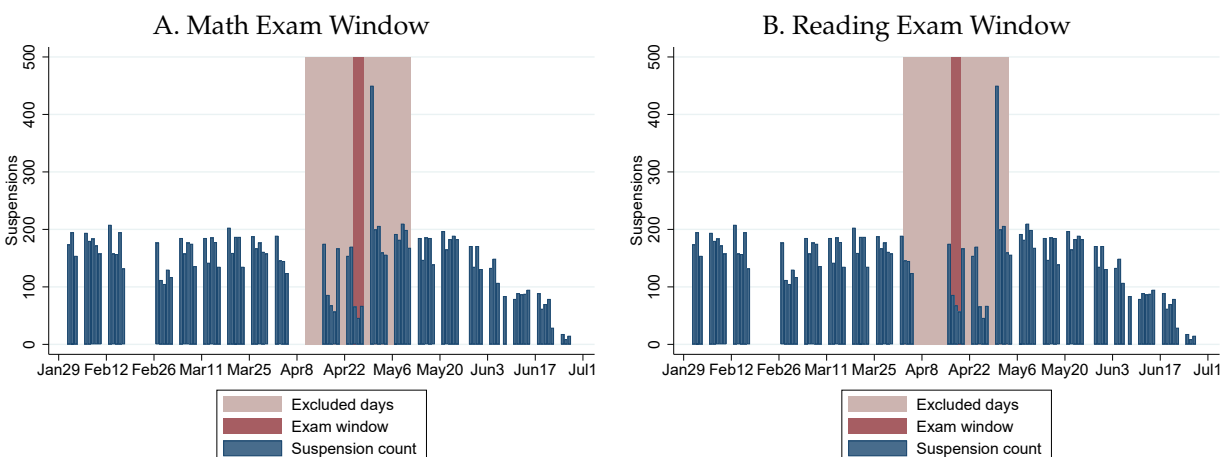 A. Math Exam Window
500
400
300
200
100
0
Suspensions
Jan29 Feb12 Feb26 Mar11 Mar25 Apr8 Apr22 May6 May20 Jun3 Jun17 Jul1
Excluded days
Exam window
Suspension count
B. Reading Exam Window
500
400
300
200
100
0
Suspensions
Jan29 Feb12 Feb26 Mar11 Mar25 Apr8 Apr22 May6 May20 Jun3 Jun17 Jul1
Excluded days
Exam window
Suspension count